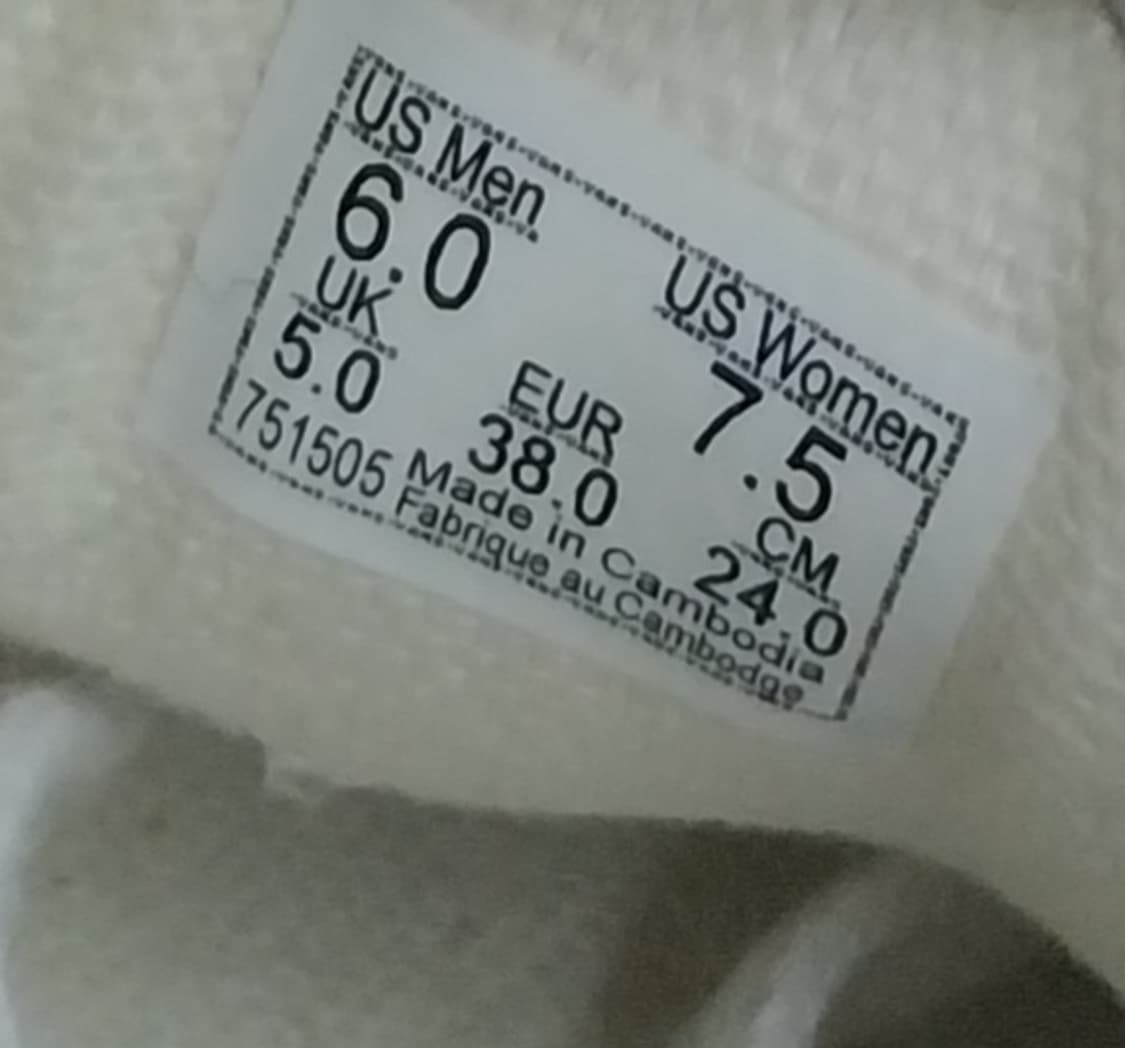 US Men US Women
6.0 7.5
UK EUR CM
5.0 38.0 24.0
751505 Made in Cambodia
Fabrique au Cambodge